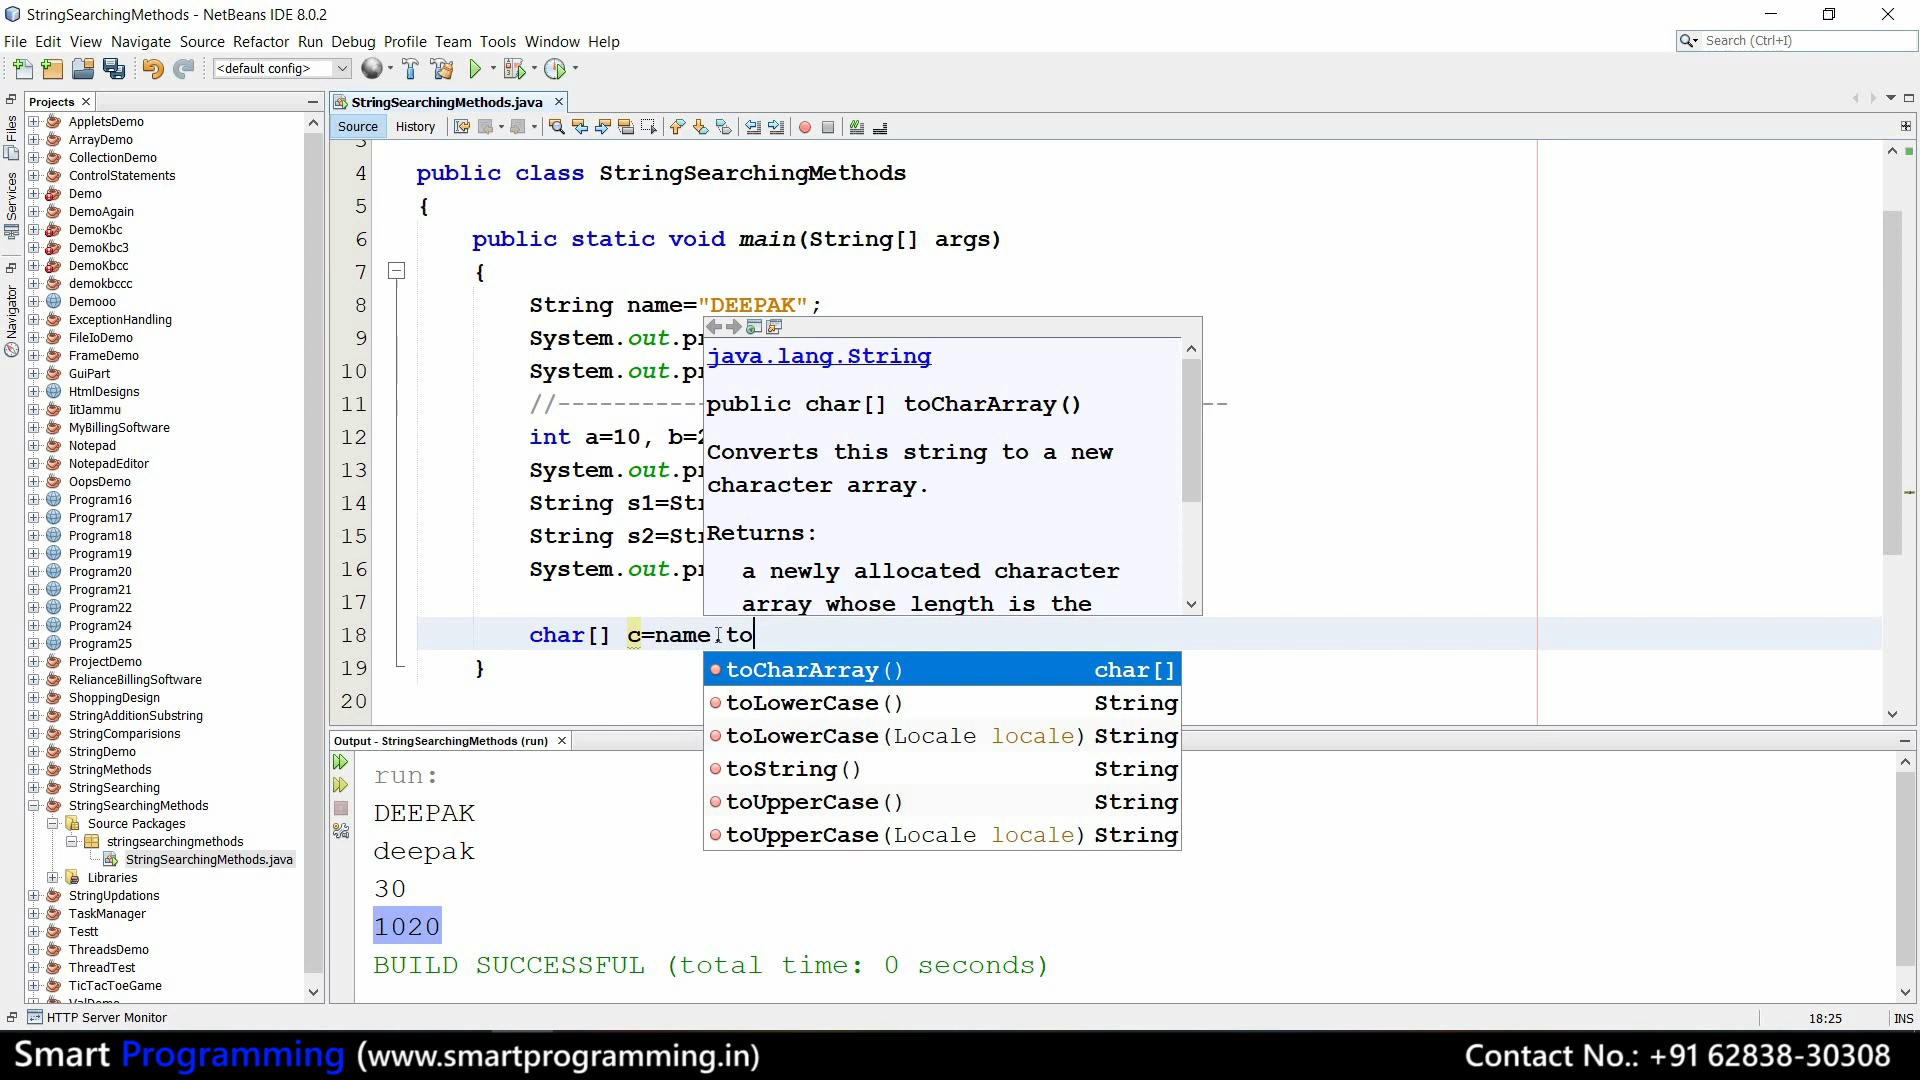 StringSearchingMethods - NetBeans IDE 8.0.2
File Edit View Navigate Source Refactor Run Debug Profile Team Tools Window Help
Search (Ctrl+I)
<default config>
Projects
StringSearchingMethods.java
Files
Services
Navigator
AppletsDemo
ArrayDemo
CollectionDemo
ControlStatements
Demo
DemoAgain
DemoKbc
DemoKbc3
DemoKbcc
demokbccc
Demooo
ExceptionHandling
FileIoDemo
FrameDemo
GuiPart
HtmlDesigns
IitJammu
MyBillingSoftware
Notepad
NotepadEditor
OopsDemo
Program16
Program17
Program18
Program19
Program20
Program21
Program22
Program24
Program25
ProjectDemo
RelianceBillingSoftware
ShoppingDesign
StringAdditionSubstring
StringComparisions
StringDemo
StringMethods
StringSearching
StringSearchingMethods
Source Packages
stringsearchingmethods
StringSearchingMethods.java
Libraries
StringUpdations
TaskManager
Testt
ThreadsDemo
ThreadTest
TicTacToeGame
Source History
3
4 public class StringSearchingMethods
5 {
6 public static void main(String[] args)
7 {
8 String name="DEEPAK";
9 System.out.pr
10 System.out.pr
11 //---
12 int a=10, b=2
13 System.out.pr
14 String s1=Str
15 String s2=Str
16 System.out.pr
17
18 char[] c=name.to
19 }
20
java.lang.String
public char[] toCharArray()
Converts this string to a new
character array.
Returns:
a newly allocated character
array whose length is the
toCharArray() char[]
toLowerCase() String
toLowerCase(Locale locale) String
toString() String
toUpperCase() String
toUpperCase(Locale locale) String
Output - StringSearchingMethods (run)
run:
DEEPAK
deepak
30
1020
BUILD SUCCESSFUL (total time: 0 seconds)
HTTP Server Monitor
18:25 INS
Smart Programming (www.smartprogramming.in)
Contact No.: +91 62838-30308